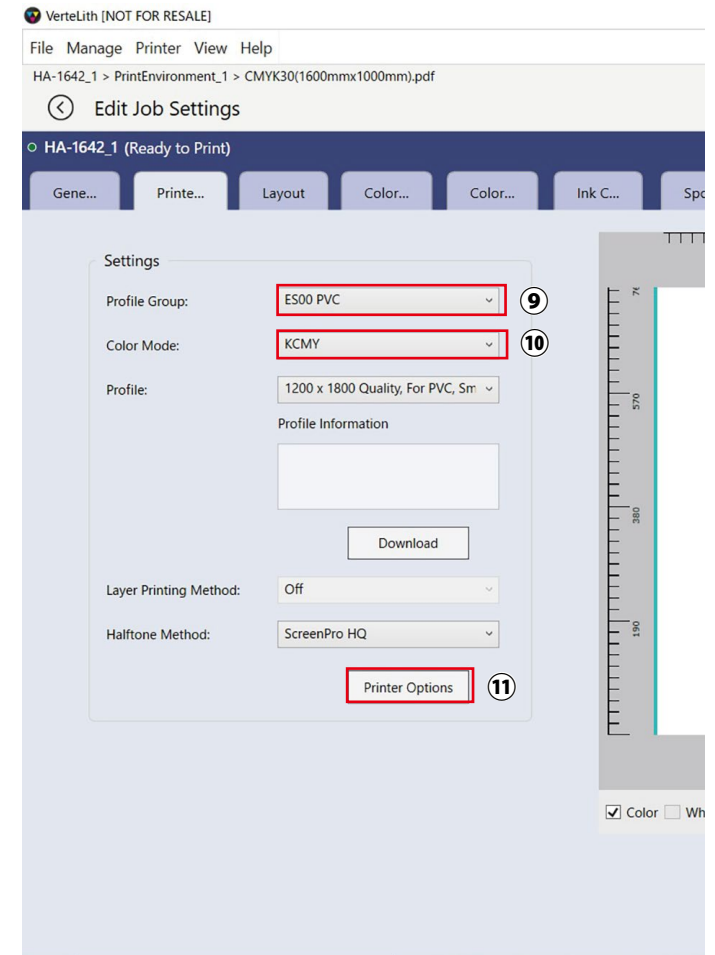 VerteLith [NOT FOR RESALE]
File Manage Printer View Help
HA-1642_1 > PrintEnvironment_1 > CMYK30(1600mmx1000mm).pdf
Edit Job Settings
HA-1642_1 (Ready to Print)
Gene... Printe... Layout Color... Color... Ink C... Spo
Settings
Profile Group: ES00 PVC ⑨
Color Mode: KCMY ⑩
Profile: 1200 x 1800 Quality, For PVC, Sm
Profile Information
Download
Layer Printing Method: Off
Halftone Method: ScreenPro HQ
Printer Options ⑪
570
380
190
Color Wh